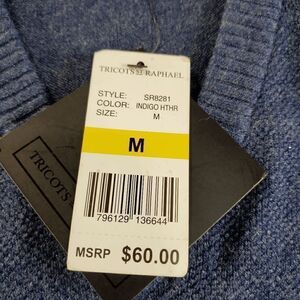 TRICOTS ST RAPHAEL
STYLE: SR8281
COLOR: INDIGO HTHR
SIZE: M
M
796129 136644
MSRP $60.00
TRICOTS